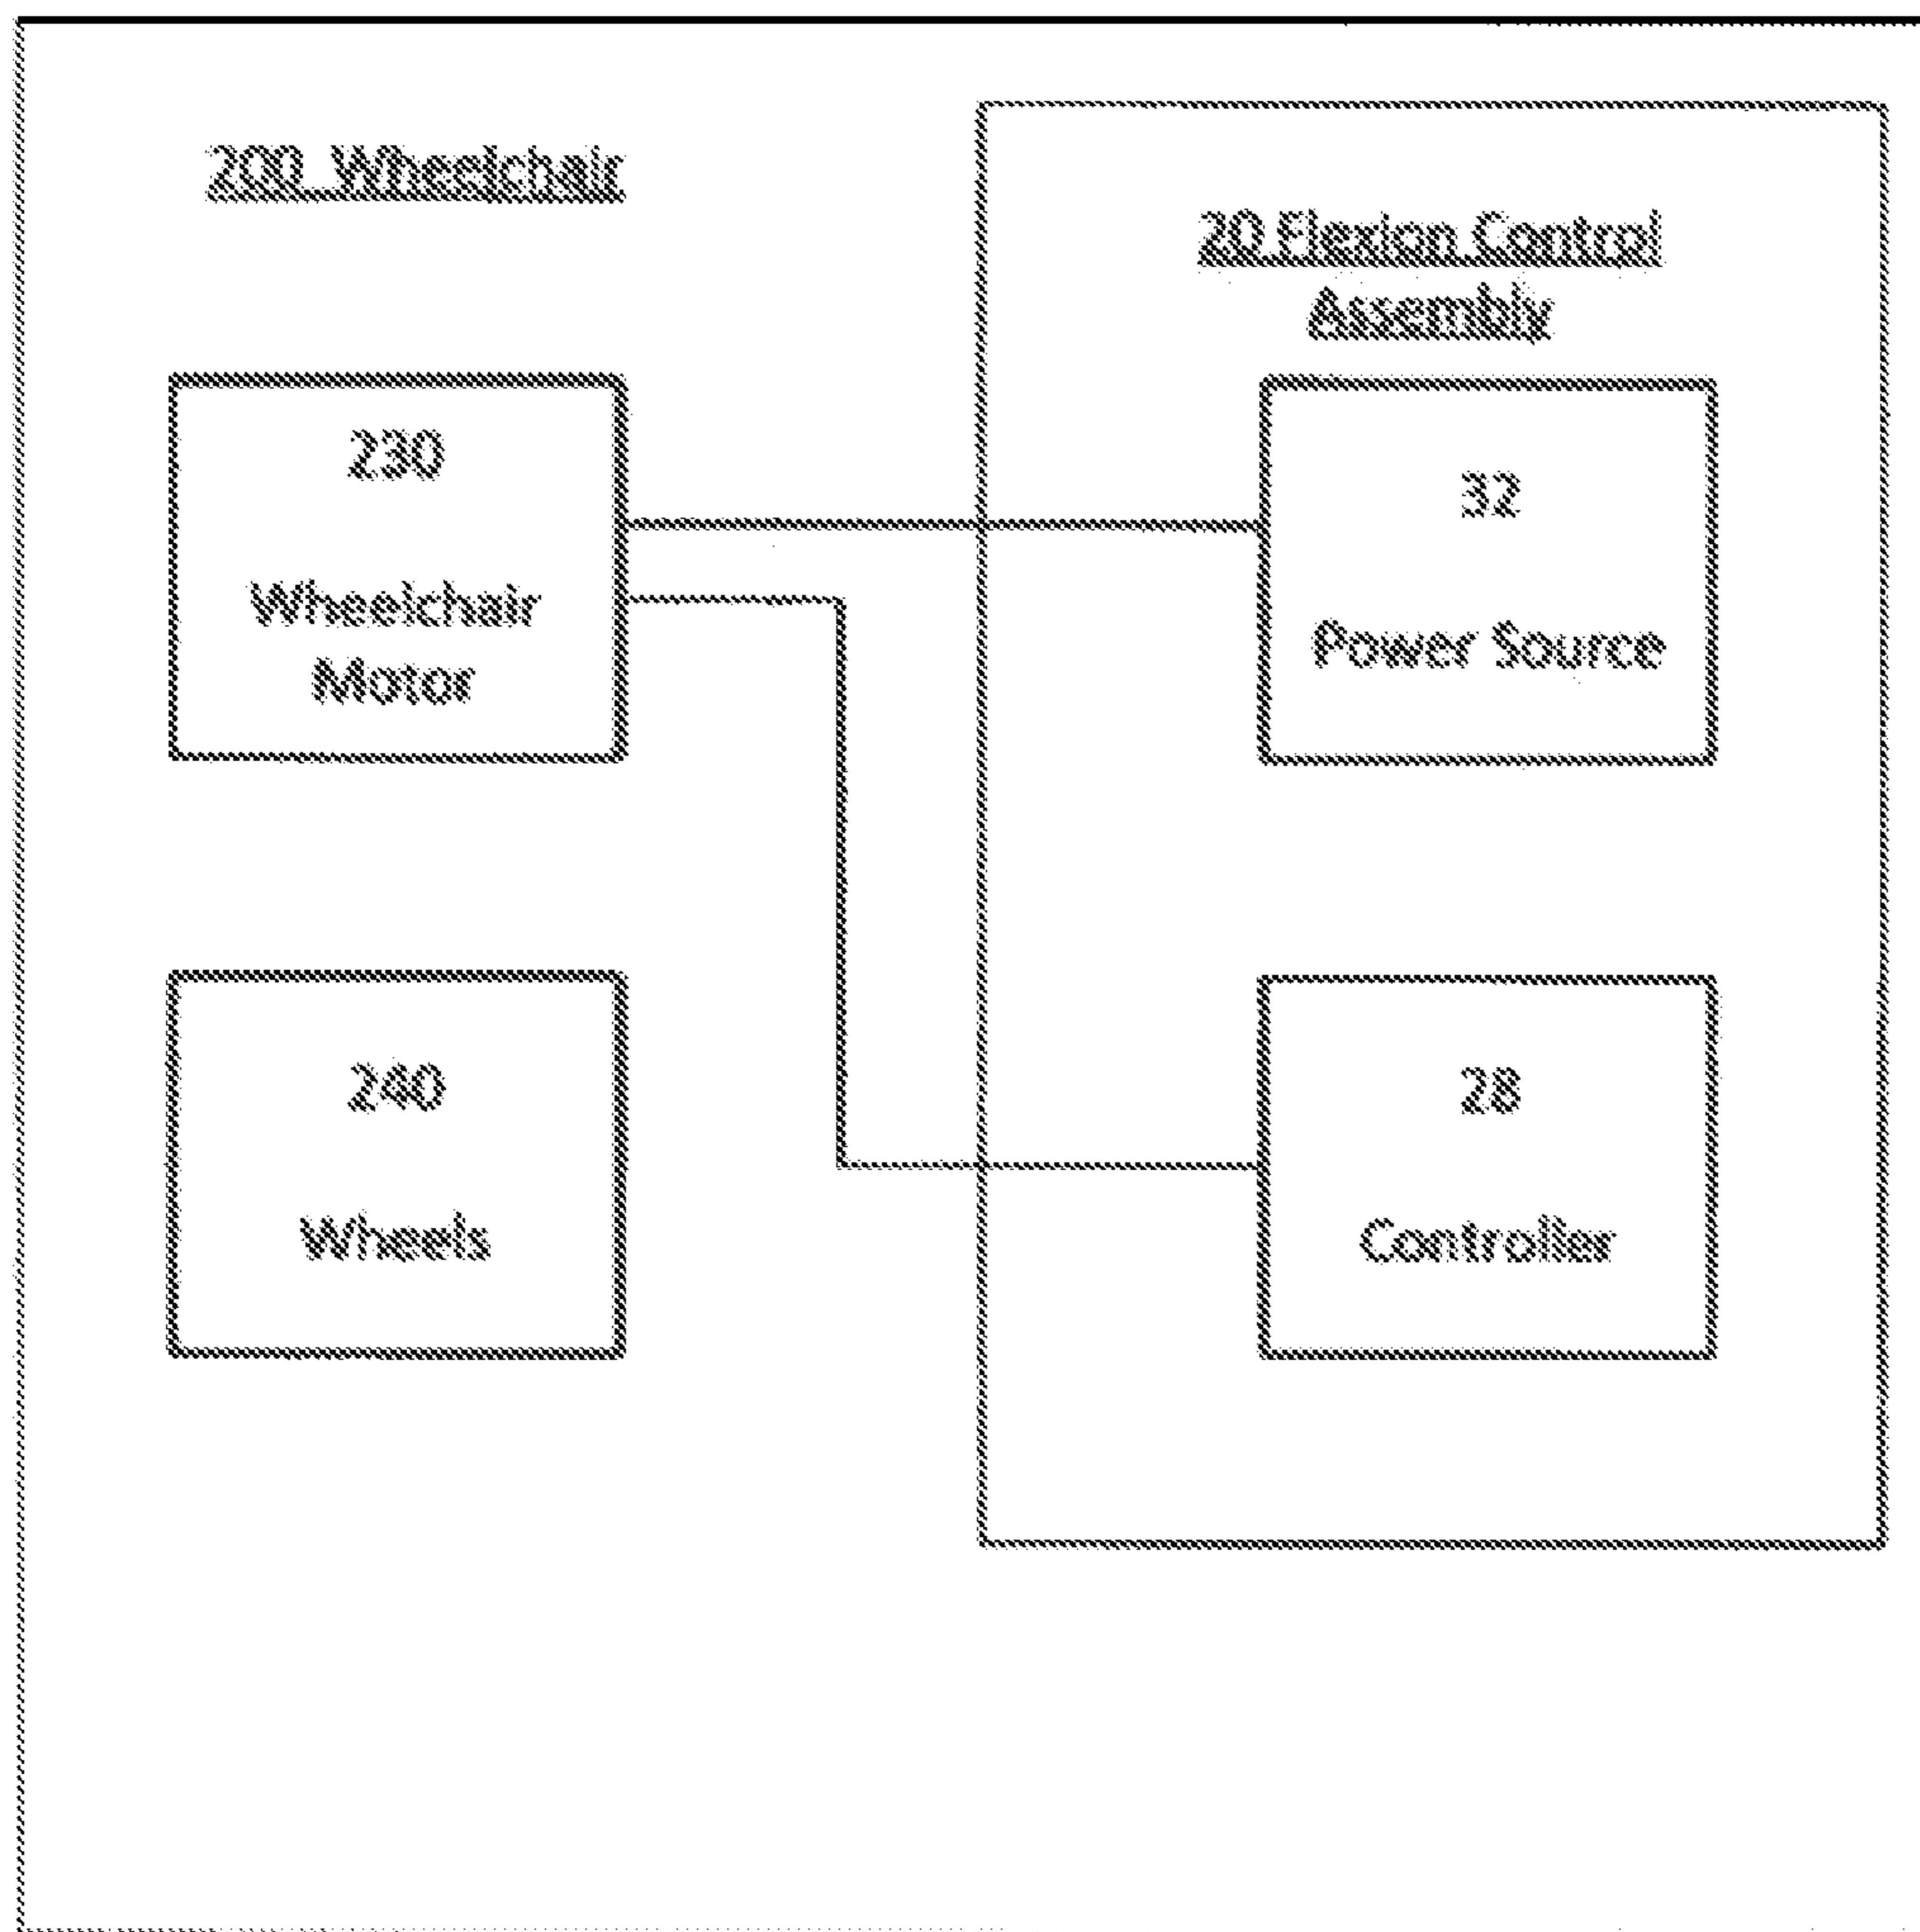 200 Wheelchair
20 Flexion Control
Assembly
230
Wheelchair
Motor
32
Power Source
240
Wheels
28
Controller